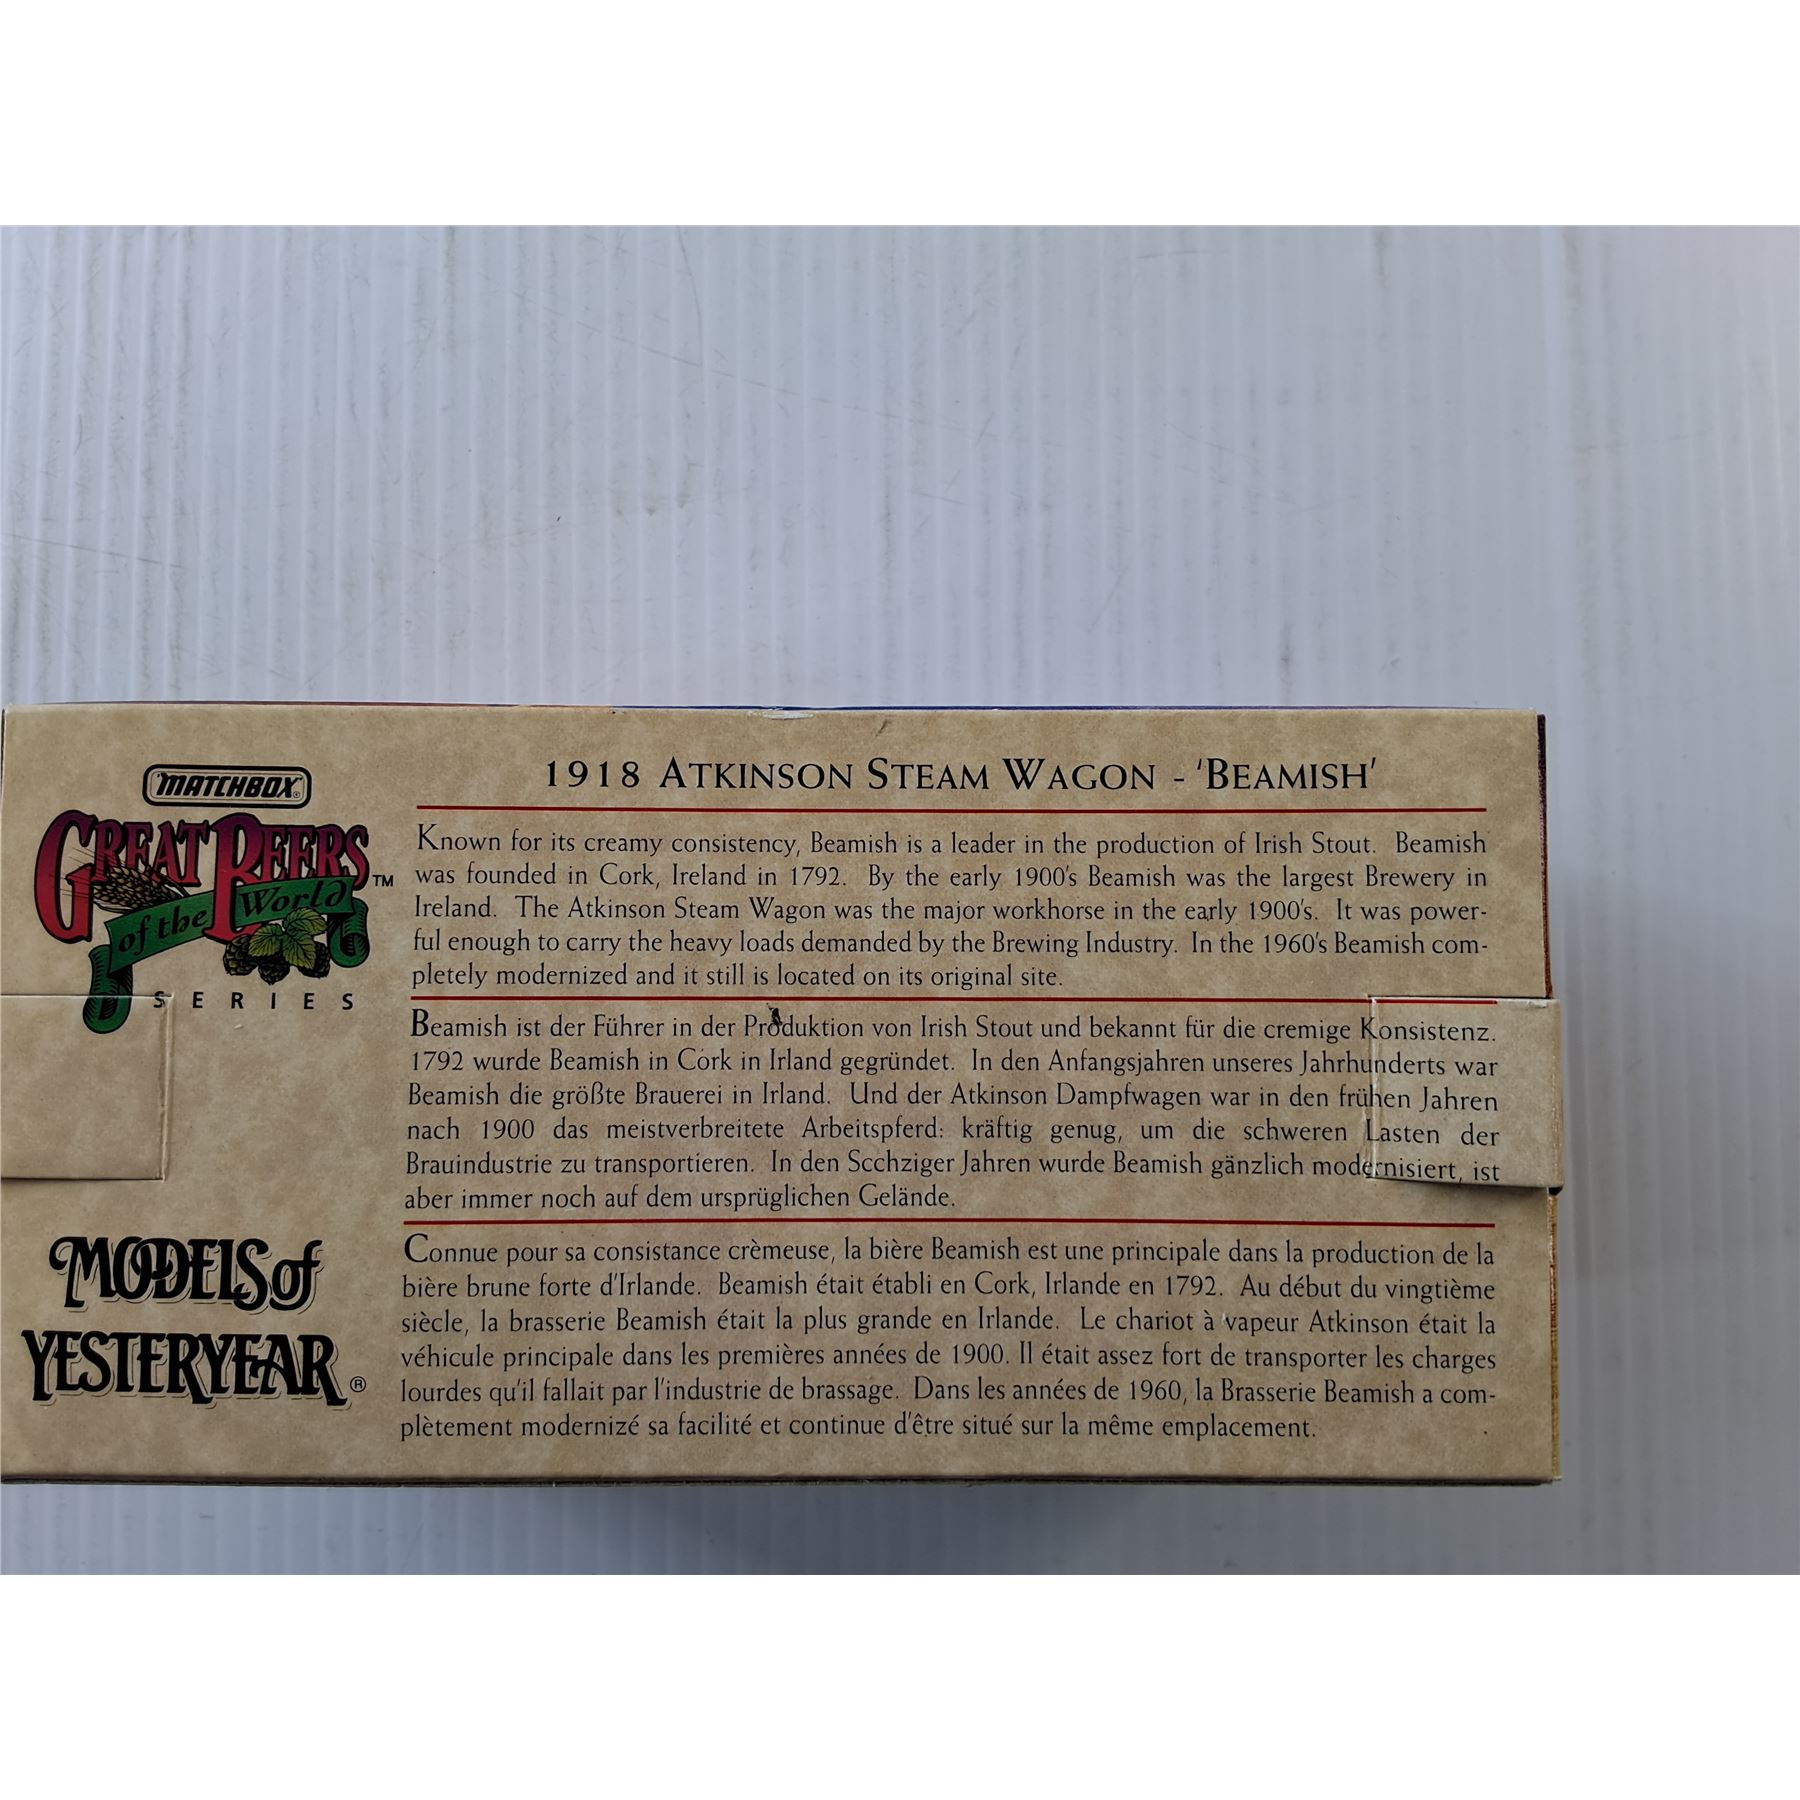 MATCHBOX®
GREAT BEERS
of the World ™
SERIES
MODELS of
YESTERYEAR®
1918 ATKINSON STEAM WAGON - 'BEAMISH'
Known for its creamy consistency, Beamish is a leader in the production of Irish Stout. Beamish
was founded in Cork, Ireland in 1792. By the early 1900's Beamish was the largest Brewery in
Ireland. The Atkinson Steam Wagon was the major workhorse in the early 1900's. It was power-
ful enough to carry the heavy loads demanded by the Brewing Industry. In the 1960's Beamish com-
pletely modernized and it still is located on its original site.
Beamish ist der Führer in der Produktion von Irish Stout und bekannt für die cremige Konsistenz.
1792 wurde Beamish in Cork in Irland gegründet. In den Anfangsjahren unseres Jahrhunderts war
Beamish die größte Brauerei in Irland. Und der Atkinson Dampfwagen war in den frühen Jahren
nach 1900 das meistverbreitete Arbeitspferd: kräftig genug, um die schweren Lasten der
Brauindustrie zu transportieren. In den Scchziger Jahren wurde Beamish gänzlich modernisiert, ist
aber immer noch auf dem ursprüglichen Gelände.
Connue pour sa consistance crèmeuse, la bière Beamish est une principale dans la production de la
bière brune forte d'Irlande. Beamish était établi en Cork, Irlande en 1792. Au début du vingtième
siècle, la brasserie Beamish était la plus grande en Irlande. Le chariot à vapeur Atkinson était la
véhicule principale dans les premières années de 1900. Il était assez fort de transporter les charges
lourdes qu'il fallait par l'industrie de brassage. Dans les années de 1960, la Brasserie Beamish a com-
plètement modernizé sa facilité et continue d'être situé sur la même emplacement.